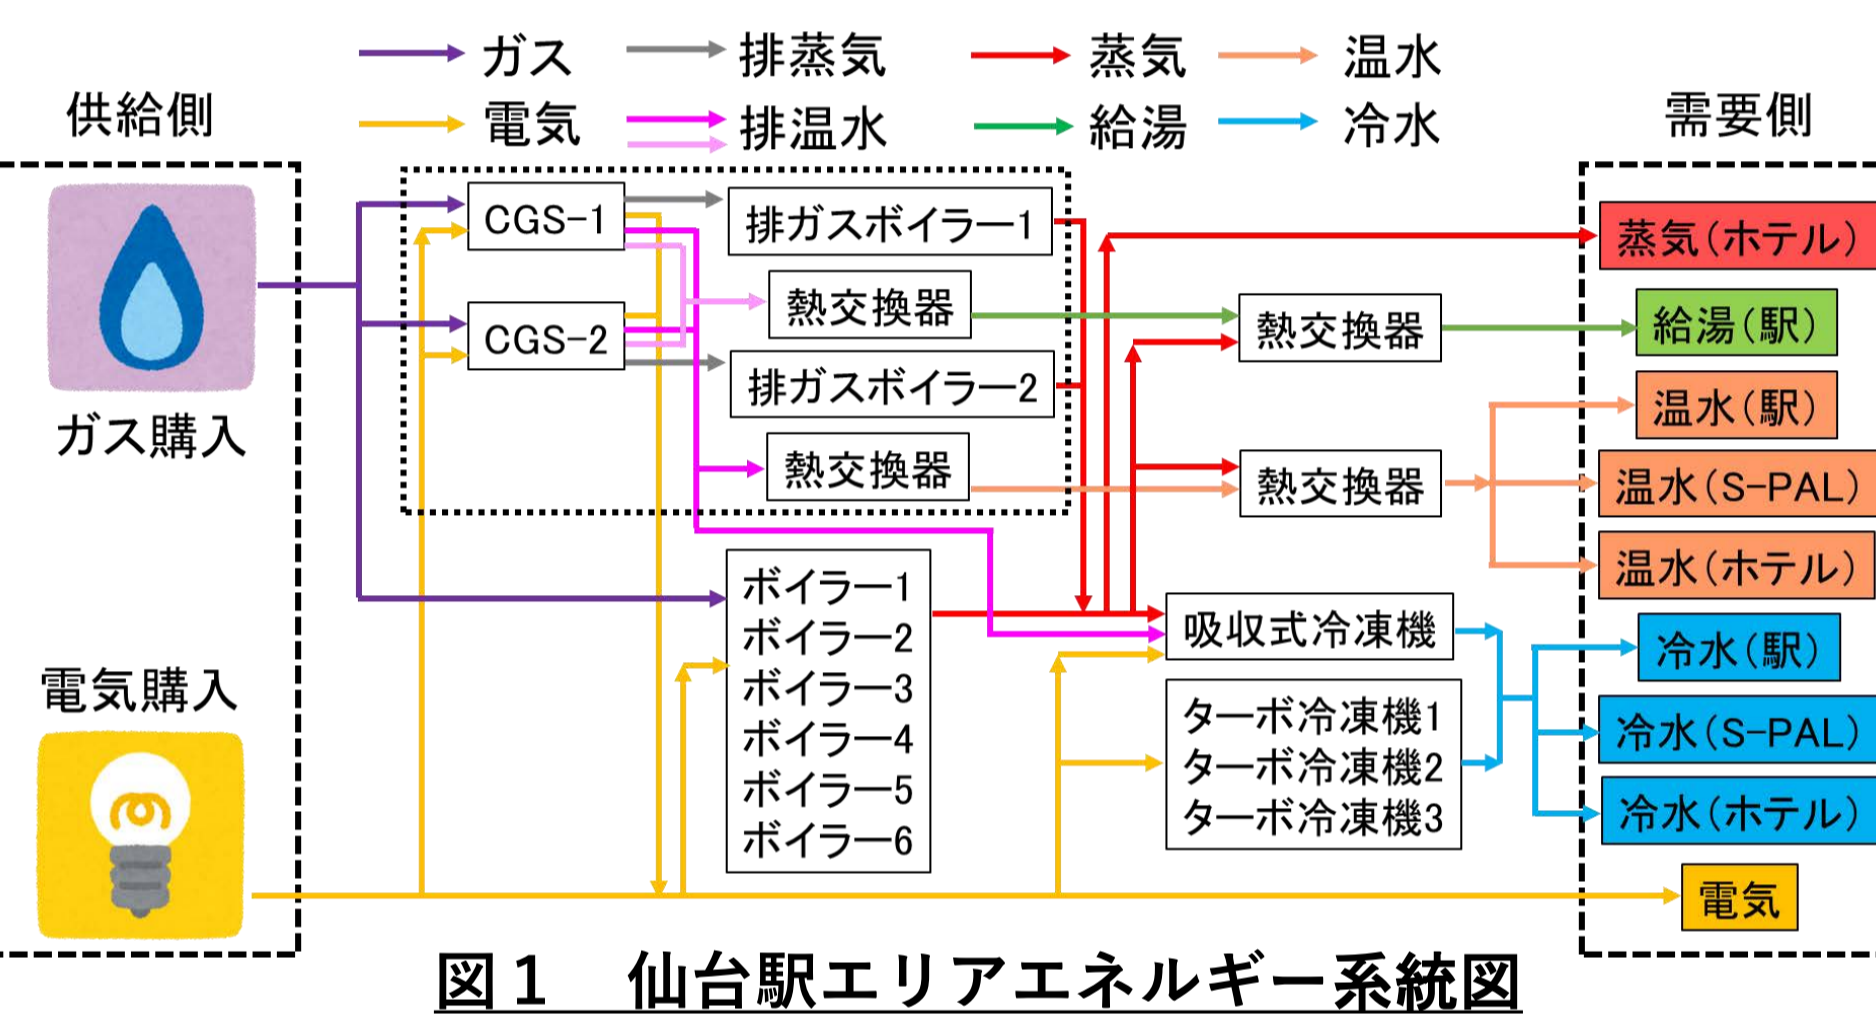 ガス
排蒸気
蒸気
温水
電気
排温水
給湯
冷水
供給側
需要側
ガス購入
電気購入
CGS-1
CGS-2
排ガスボイラー1
熱交換器
排ガスボイラー2
熱交換器
ボイラー1
ボイラー2
ボイラー3
ボイラー4
ボイラー5
ボイラー6
熱交換器
熱交換器
吸収式冷凍機
ターボ冷凍機1
ターボ冷凍機2
ターボ冷凍機3
蒸気(ホテル)
給湯(駅)
温水(駅)
温水(S-PAL)
温水(ホテル)
冷水(駅)
冷水(S-PAL)
冷水(ホテル)
電気
図1 仙台駅エリアエネルギー系統図